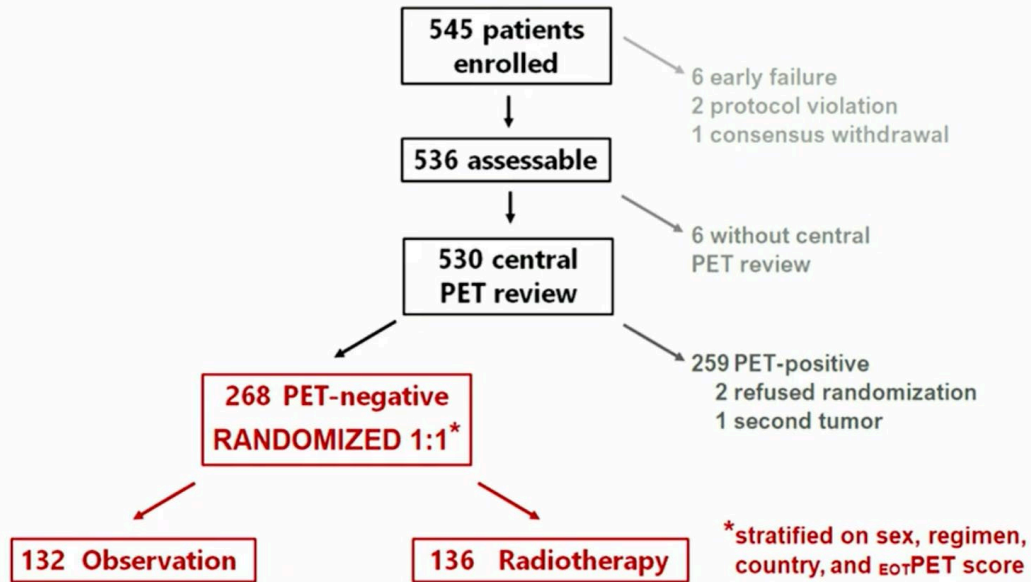 545 patients
enrolled
6 early failure
2 protocol violation
1 consensus withdrawal
536 assessable
6 without central
PET review
530 central
PET review
259 PET-positive
2 refused randomization
1 second tumor
268 PET-negative
RANDOMIZED 1:1*
132 Observation
136 Radiotherapy
*stratified on sex, regimen,
country, and EOTPET score